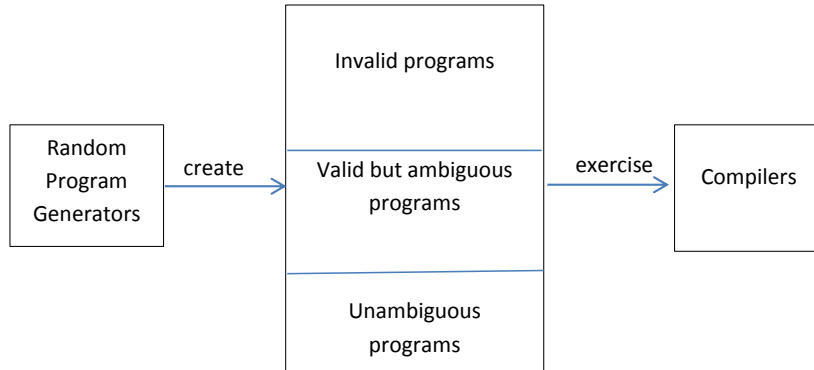 Random
Program
Generators
create
Invalid programs
Valid but ambiguous
programs
Unambiguous
programs
exercise
Compilers